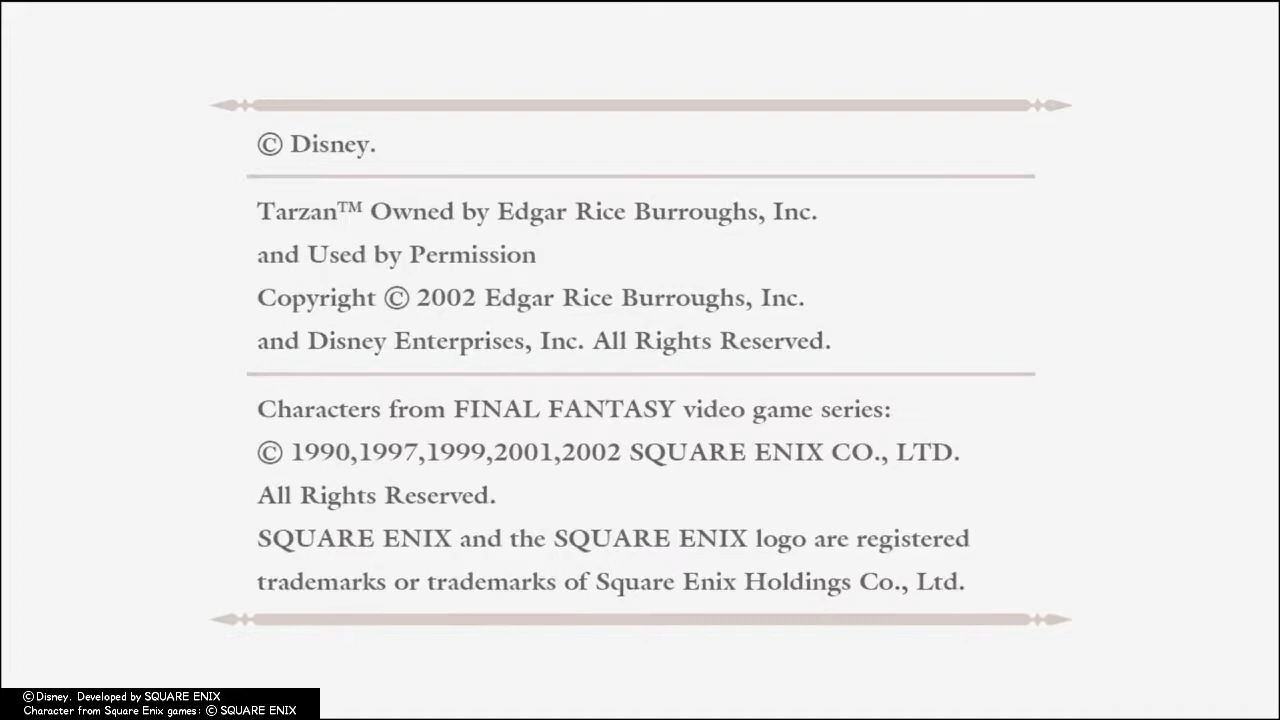 © Disney.
Tarzan™ Owned by Edgar Rice Burroughs, Inc.
and Used by Permission
Copyright © 2002 Edgar Rice Burroughs, Inc.
and Disney Enterprises, Inc. All Rights Reserved.
Characters from FINAL FANTASY video game series:
© 1990,1997,1999,2001,2002 SQUARE ENIX CO., LTD.
All Rights Reserved.
SQUARE ENIX and the SQUARE ENIX logo are registered
trademarks or trademarks of Square Enix Holdings Co., Ltd.
© Disney. Developed by SQUARE ENIX
Character from Square Enix games: © SQUARE ENIX